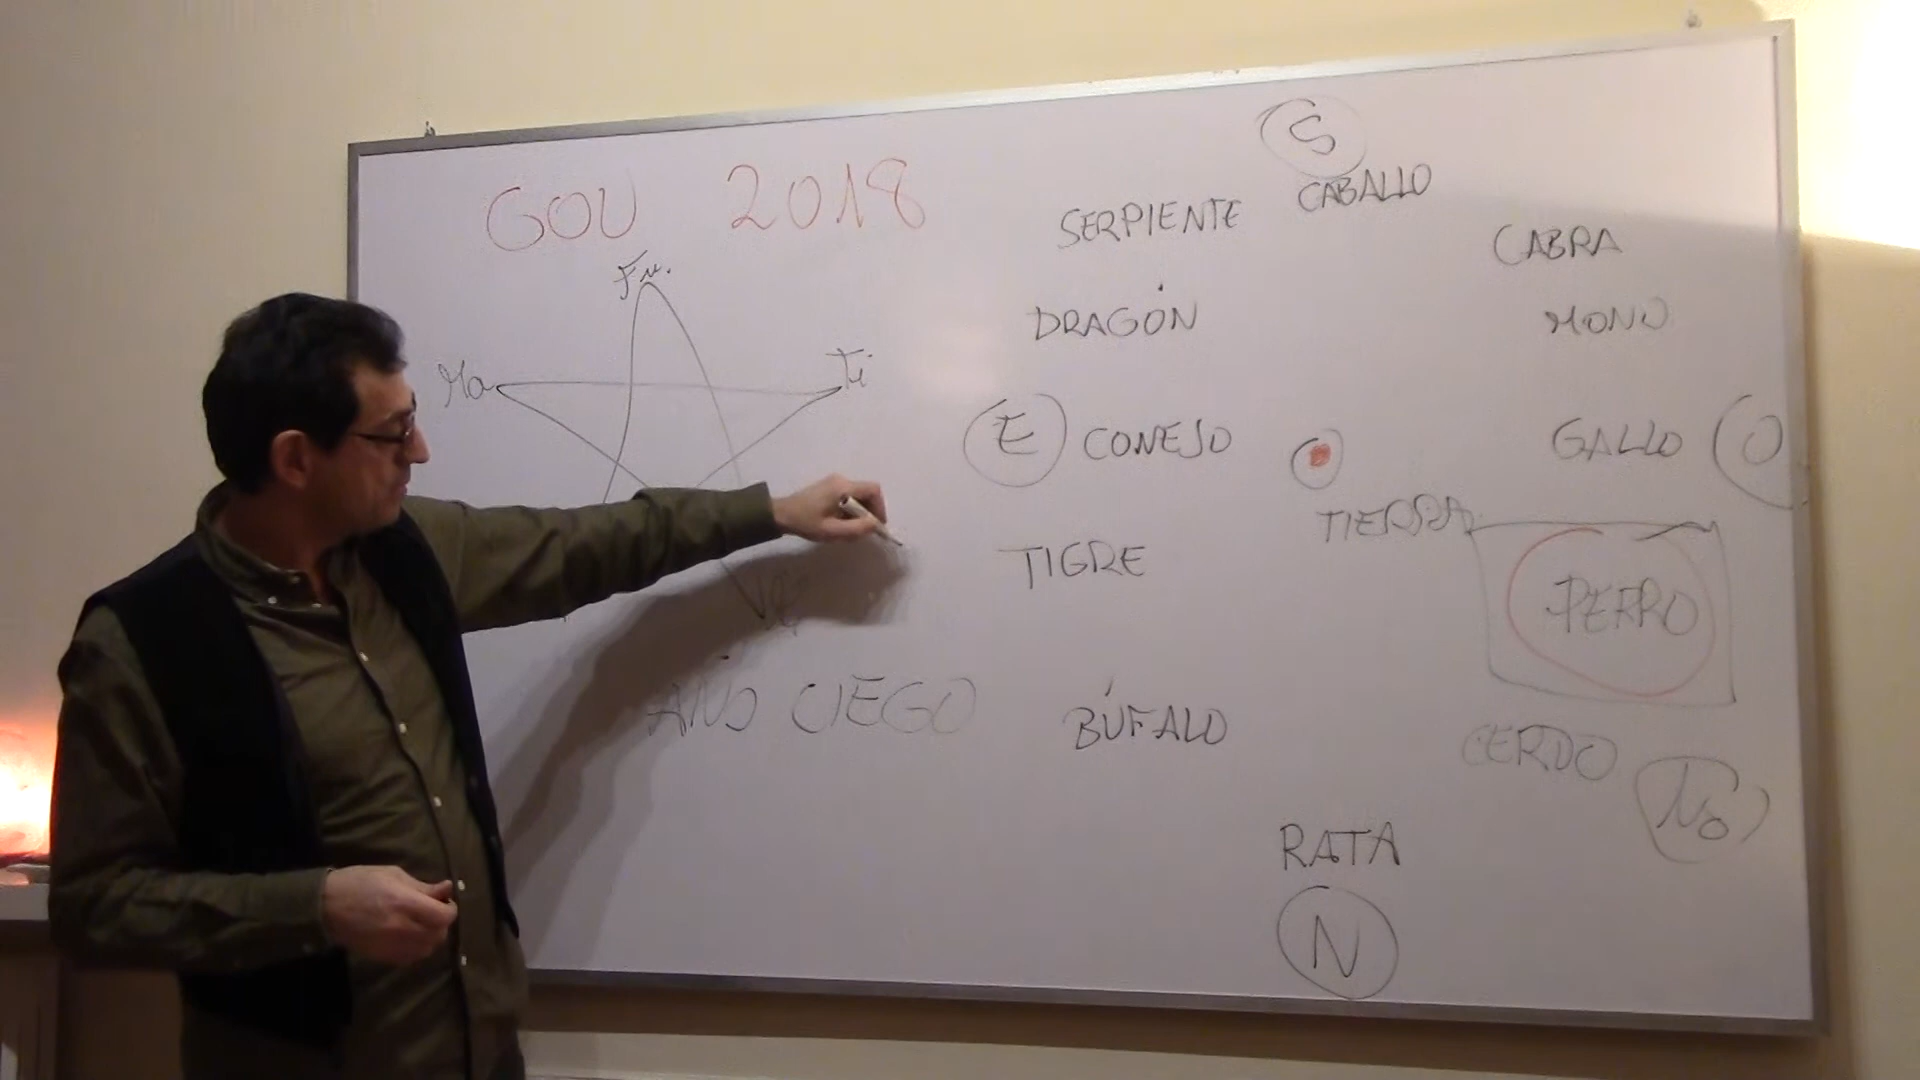 GOU 2018
Fu.
Ma
Ti
AÑO CIEGO
S
CABALLO
SERPIENTE
CABRA
DRAGÓN
MONO
E CONEJO
GALLO O
TIERRA
TIGRE
PERRO
BÚFALO
CERDO
No
RATA
N